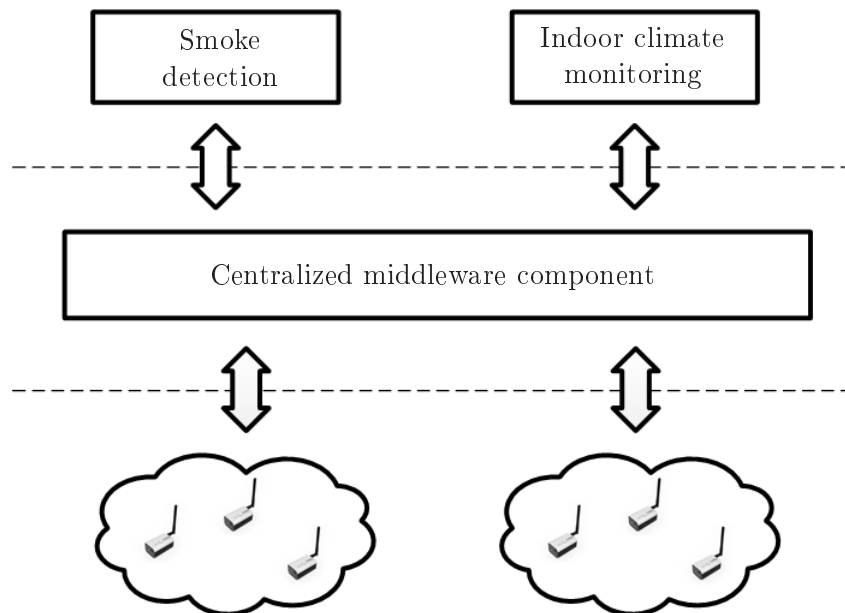 Smoke
detection
Indoor climate
monitoring
Centralized middleware component